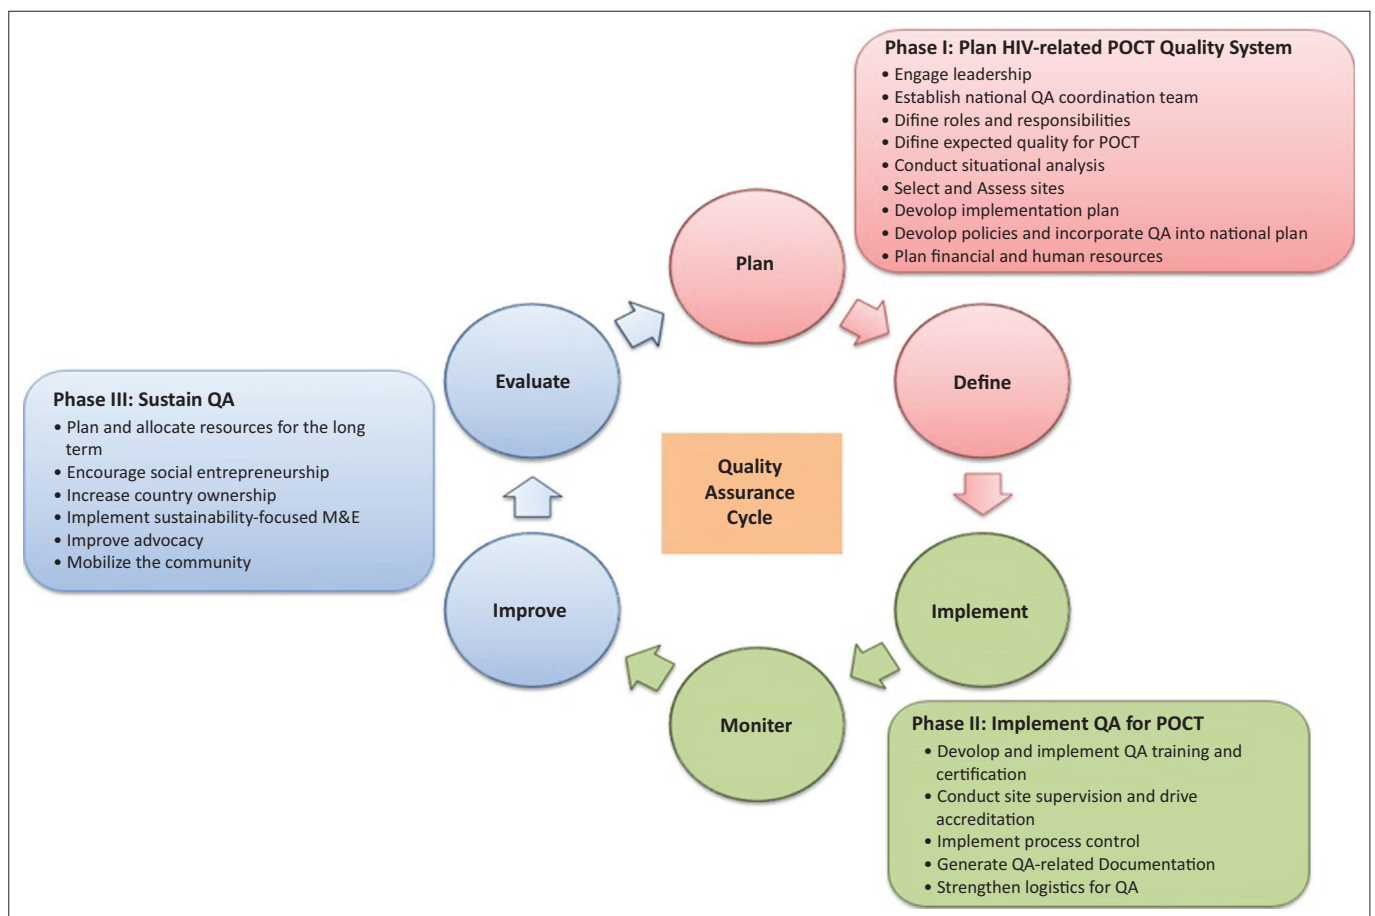 Phase I: Plan HIV-related POCT Quality System
• Engage leadership
• Establish national QA coordination team
• Difine roles and responsibilities
• Difine expected quality for POCT
• Conduct situational analysis
• Select and Assess sites
• Devolop implementation plan
• Devolop policies and incorporate QA into national plan
• Plan financial and human resources
Plan
Define
Evaluate
Phase III: Sustain QA
• Plan and allocate resources for the long
term
• Encourage social entrepreneurship
• Increase country ownership
• Implement sustainability-focused M&E
• Improve advocacy
• Mobilize the community
Quality
Assurance
Cycle
Improve
Implement
Moniter
Phase II: Implement QA for POCT
• Devolop and implement QA training and
certification
• Conduct site supervision and drive
accreditation
• Implement process control
• Generate QA-related Documentation
• Strengthen logistics for QA